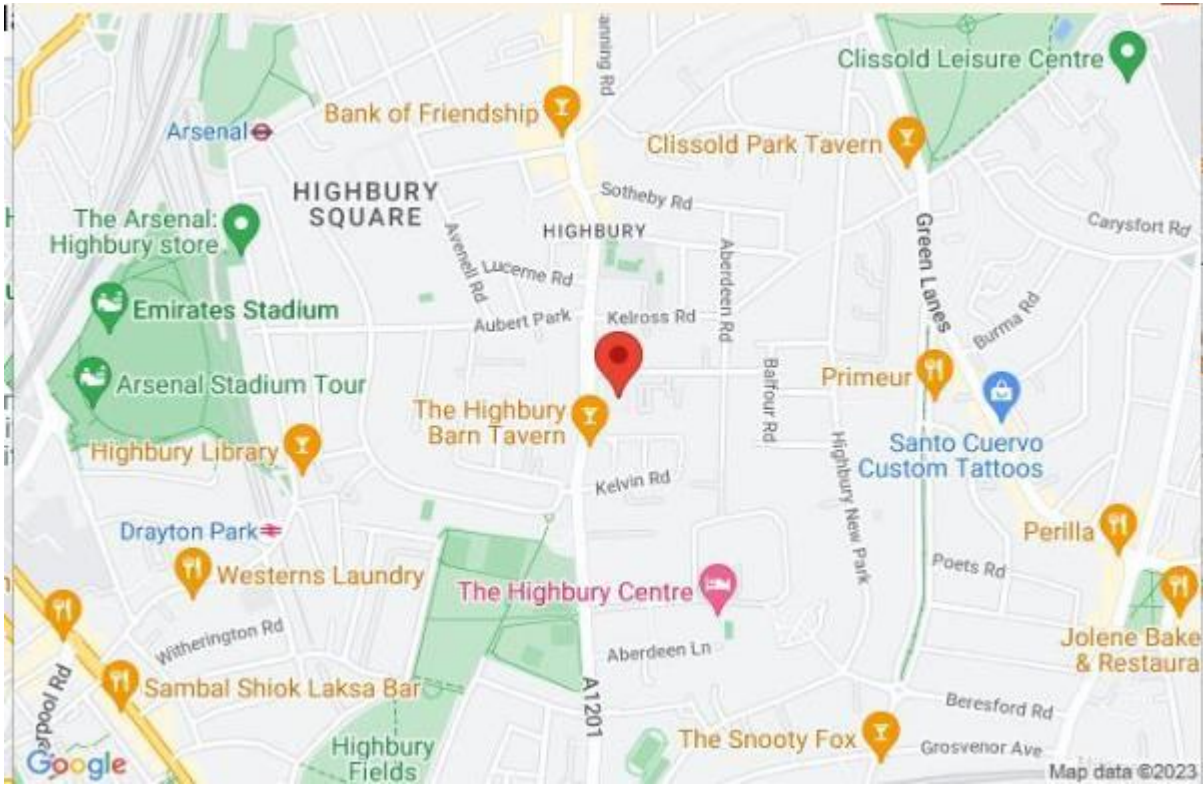 anning Rd
Clissold Leisure Centre
Bank of Friendship
Arsenal
Clissold Park Tavern
HIGHBURY
SQUARE
Sotheby Rd
The Arsenal:
Highbury store
HIGHBURY
Carysfort Rd
Avenell Rd
Lucerne Rd
Aberdeen Rd
Green Lanes
Emirates Stadium
Aubert Park
Kelross Rd
Burma Rd
Arsenal Stadium Tour
Balfour Rd
Primeur
The Highbury
Barn Tavern
Highbury Library
Santo Cuervo
Custom Tattoos
Kelvin Rd
Highbury New Park
Drayton Park
Perilla
Westerns Laundry
Poets Rd
The Highbury Centre
Witherington Rd
Aberdeen Ln
Jolene Bake
& Restaura
Sambal Shiok Laksa Bar
rpool Rd
A1201
Beresford Rd
The Snooty Fox
Highbury
Fields
Grosvenor Ave
Google
Map data ©2023